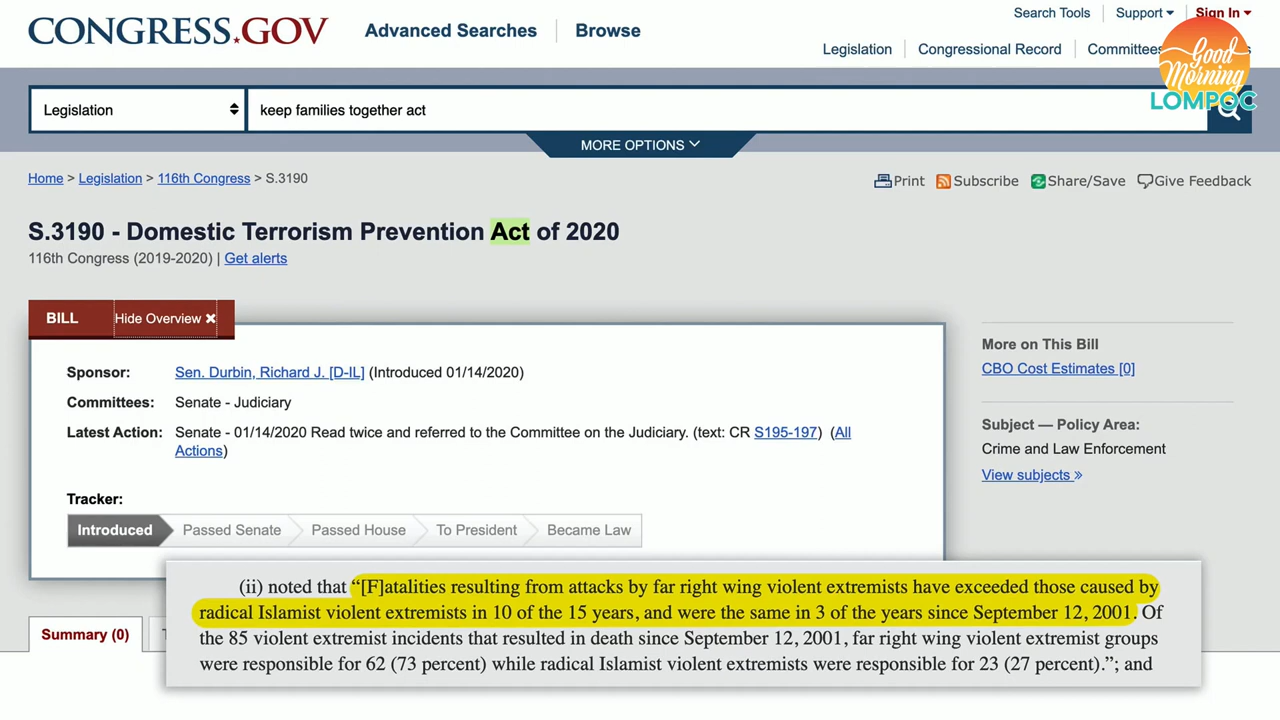 CONGRESS.GOV
Advanced Searches
Browse
Search Tools
Support
Sign In
Legislation
Congressional Record
Committees
Good
Morning
LOMPOC
Legislation
keep families together act
MORE OPTIONS
Home > Legislation > 116th Congress > S.3190
Print
Subscribe
Share/Save
Give Feedback
S.3190 - Domestic Terrorism Prevention Act of 2020
116th Congress (2019-2020) | Get alerts
BILL
Hide Overview ✖
Sponsor: Sen. Durbin, Richard J. [D-IL] (Introduced 01/14/2020)
Committees: Senate - Judiciary
Latest Action: Senate - 01/14/2020 Read twice and referred to the Committee on the Judiciary. (text: CR S195-197) (All
Actions)
Tracker:
Introduced
Passed Senate
Passed House
To President
Became Law
More on This Bill
CBO Cost Estimates [0]
Subject — Policy Area:
Crime and Law Enforcement
View subjects »
Summary (0)
(ii) noted that “[F]atalities resulting from attacks by far right wing violent extremists have exceeded those caused by
radical Islamist violent extremists in 10 of the 15 years, and were the same in 3 of the years since September 12, 2001. Of
the 85 violent extremist incidents that resulted in death since September 12, 2001, far right wing violent extremist groups
were responsible for 62 (73 percent) while radical Islamist violent extremists were responsible for 23 (27 percent).”; and